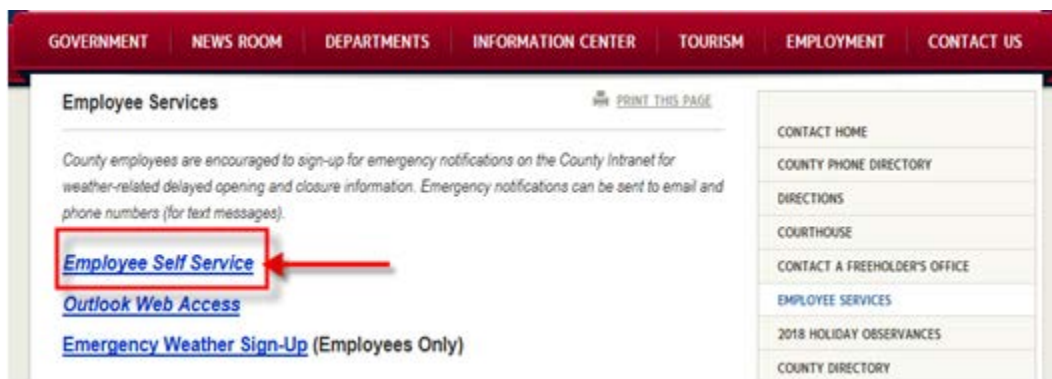 GOVERNMENT NEWS ROOM DEPARTMENTS INFORMATION CENTER TOURISM EMPLOYMENT CONTACT US
Employee Services
PRINT THIS PAGE
County employees are encouraged to sign-up for emergency notifications on the County Intranet for
weather-related delayed opening and closure information. Emergency notifications can be sent to email and
phone numbers (for text messages).
Employee Self Service
Outlook Web Access
Emergency Weather Sign-Up (Employees Only)
CONTACT HOME
COUNTY PHONE DIRECTORY
DIRECTIONS
COURTHOUSE
CONTACT A FREEHOLDER'S OFFICE
EMPLOYEE SERVICES
2018 HOLIDAY OBSERVANCES
COUNTY DIRECTORY